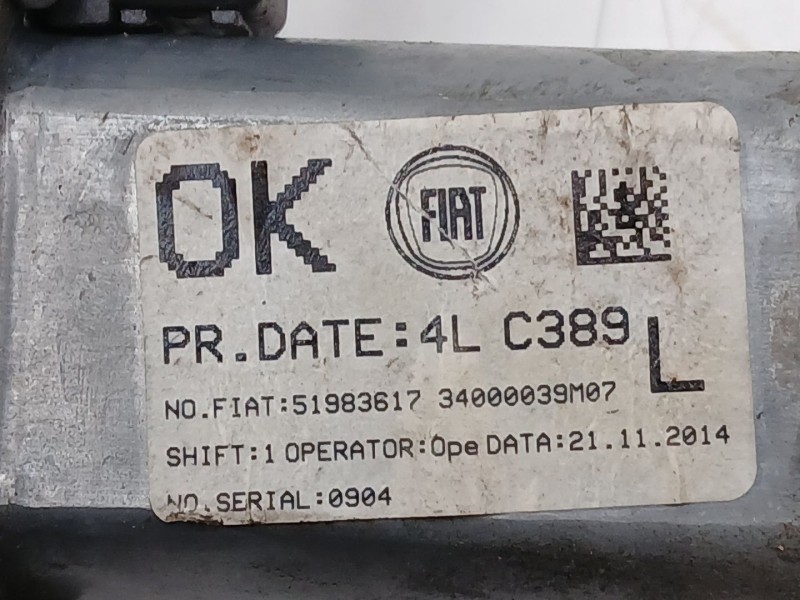 OK FIAT
PR.DATE:4L C389
L
NO.FIAT:51983617 34000039M07
SHIFT:1 OPERATOR:Ope DATA:21.11.2014
NO.SERIAL:0904